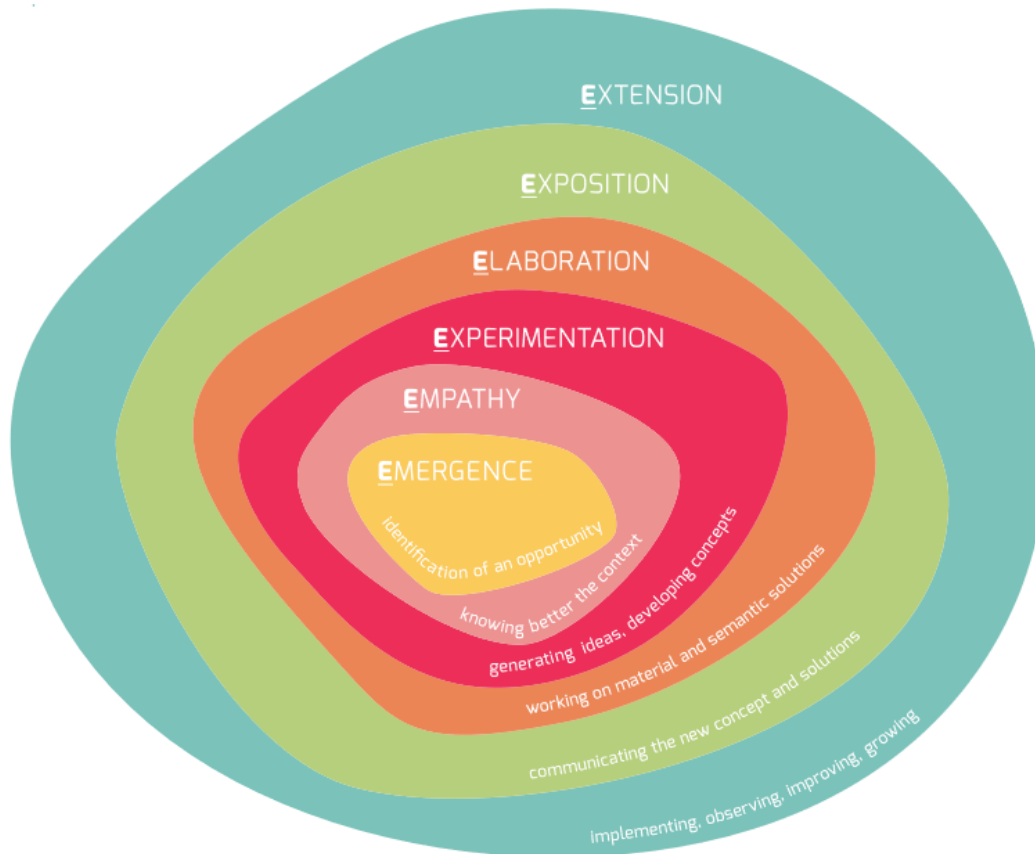 EXTENSION
EXPOSITION
ELABORATION
EXPERIMENTATION
EMPATHY
EMERGENCE
identification of an opportunity
knowing better the context
generating ideas, developing concepts
working on material and semantic solutions
communicating the new concept and solutions
implementing, observing, improving, growing